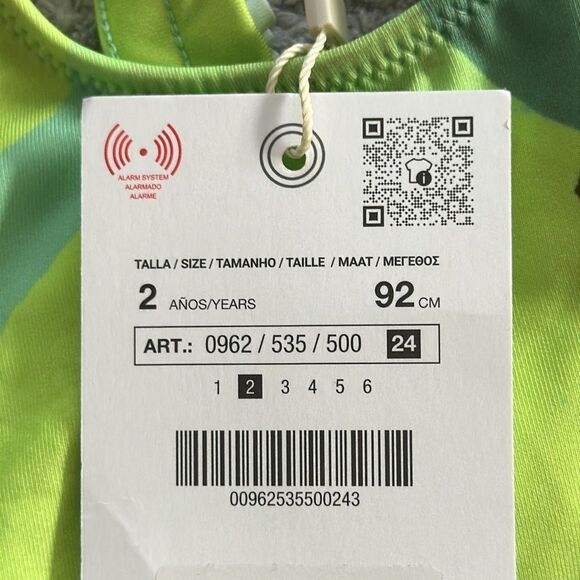 ALARM SYSTEM
ALARMADO
ALARME
TALLA / SIZE / TAMANHO / TAILLE / MAAT / ΜΕΓΕΘΟΣ
2 AÑOS/YEARS 92 CM
ART.: 0962 / 535 / 500 24
1 2 3 4 5 6
00962535500243